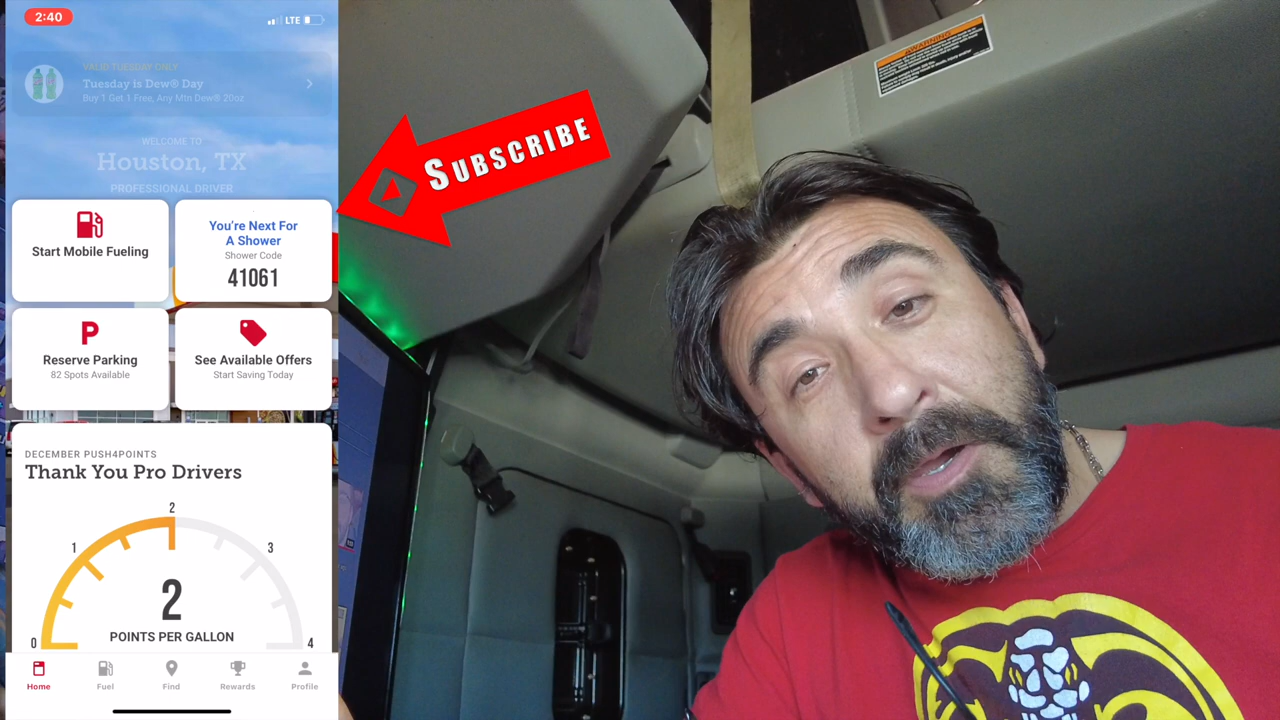 2:40
LTE
VALID TUESDAY ONLY
Tuesday is Dew® Day
Buy 1 Get 1 Free, Any Mtn Dew® 20oz
WELCOME TO
Houston, TX
PROFESSIONAL DRIVER
Start Mobile Fueling
You're Next For
A Shower
Shower Code
41061
Reserve Parking
82 Spots Available
See Available Offers
Start Saving Today
DECEMBER PUSH4POINTS
Thank You Pro Drivers
0
1
2
3
4
2
POINTS PER GALLON
Home
Fuel
Find
Rewards
Profile
SUBSCRIBE
WARNING